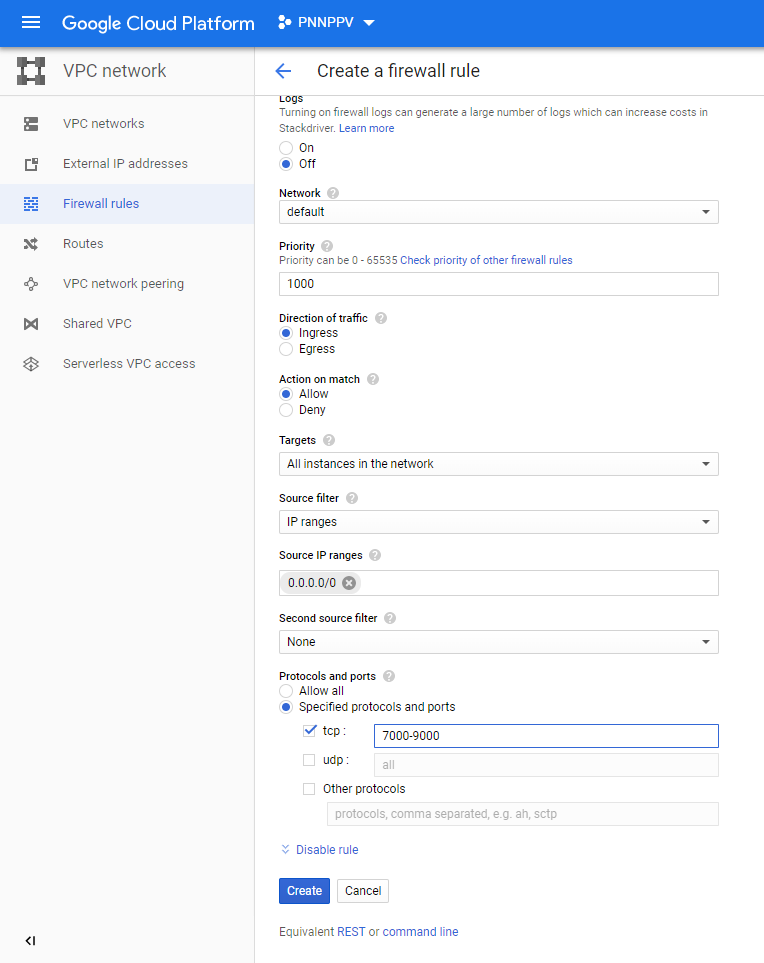 Google Cloud Platform PNNPPV
VPC network
Create a firewall rule
VPC networks
External IP addresses
Firewall rules
Routes
VPC network peering
Shared VPC
Serverless VPC access
Logs
Turning on firewall logs can generate a large number of logs which can increase costs in
Stackdriver. Learn more
On
Off
Network ?
default
Priority ?
Priority can be 0 - 65535 Check priority of other firewall rules
1000
Direction of traffic ?
Ingress
Egress
Action on match ?
Allow
Deny
Targets ?
All instances in the network
Source filter ?
IP ranges
Source IP ranges ?
0.0.0.0/0
Second source filter ?
None
Protocols and ports ?
Allow all
Specified protocols and ports
tcp : 7000-9000
udp : all
Other protocols
protocols, comma separated, e.g. ah, sctp
Disable rule
Create Cancel
Equivalent REST or command line